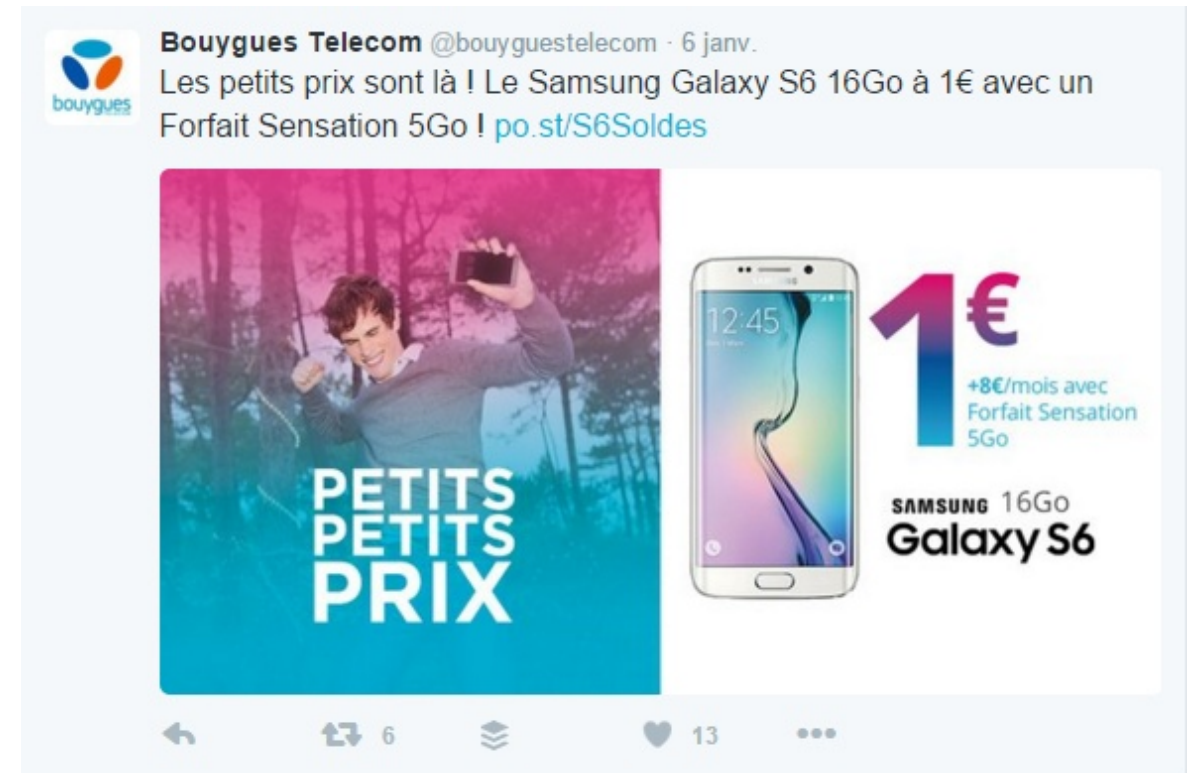 Bouygues Telecom @bouyguestelecom · 6 janv.
Les petits prix sont là ! Le Samsung Galaxy S6 16Go à 1€ avec un
Forfait Sensation 5Go ! po.st/S6Soldes
bouygues
PETITS
PETITS
PRIX
12:45
1€
+8€/mois avec
Forfait Sensation
5Go
SAMSUNG 16Go
Galaxy S6
6
13